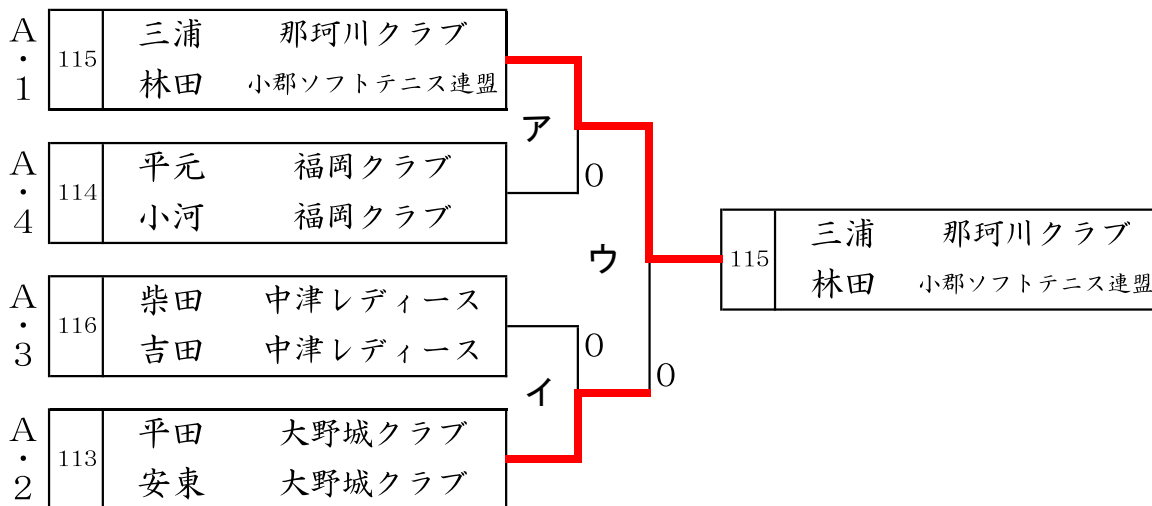 A・1 115 三浦 那珂川クラブ
林田 小郡ソフトテニス連盟
ア
A・4 114 平元 福岡クラブ 0
小河 福岡クラブ
ウ
115 三浦 那珂川クラブ
林田 小郡ソフトテニス連盟
A・3 116 柴田 中津レディース
吉田 中津レディース 0
イ 0
A・2 113 平田 大野城クラブ
安東 大野城クラブ